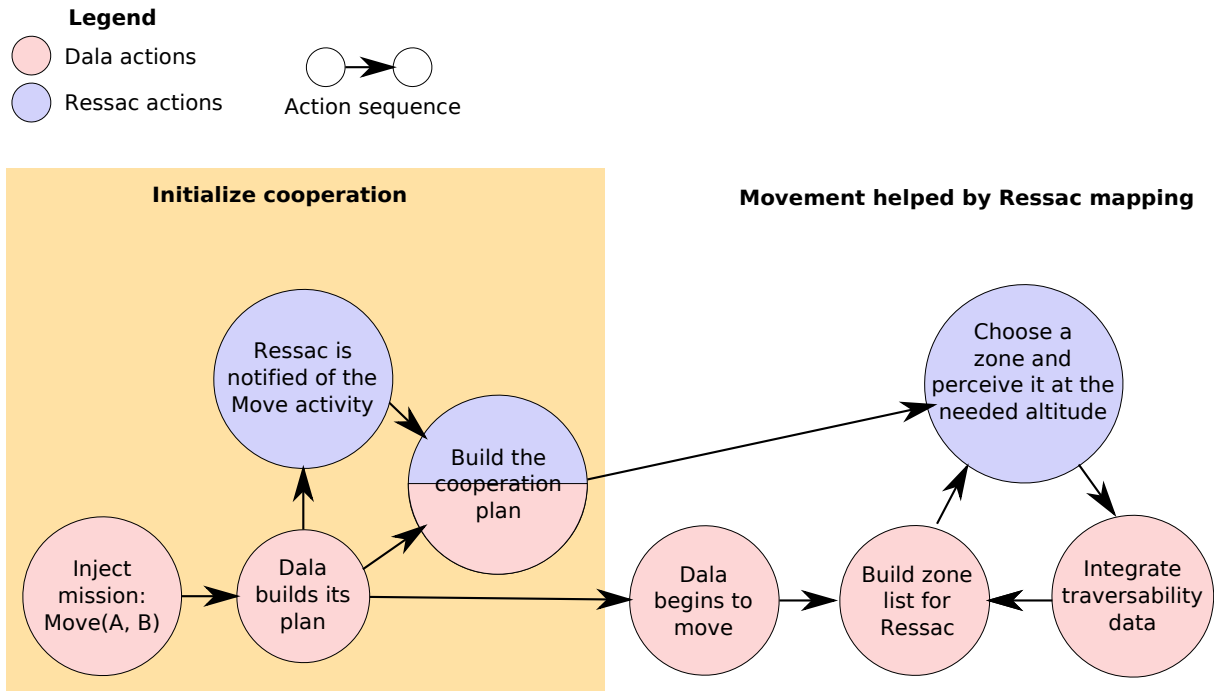 Legend
Dala actions
Ressac actions
Action sequence
Initialize cooperation
Movement helped by Ressac mapping
Ressac is
notified of the
Move activity
Build the
cooperation
plan
Choose a
zone and
perceive it at the
needed altitude
Inject
mission:
Move(A, B)
Dala
builds its
plan
Dala
begins to
move
Build zone
list for
Ressac
Integrate
traversability
data